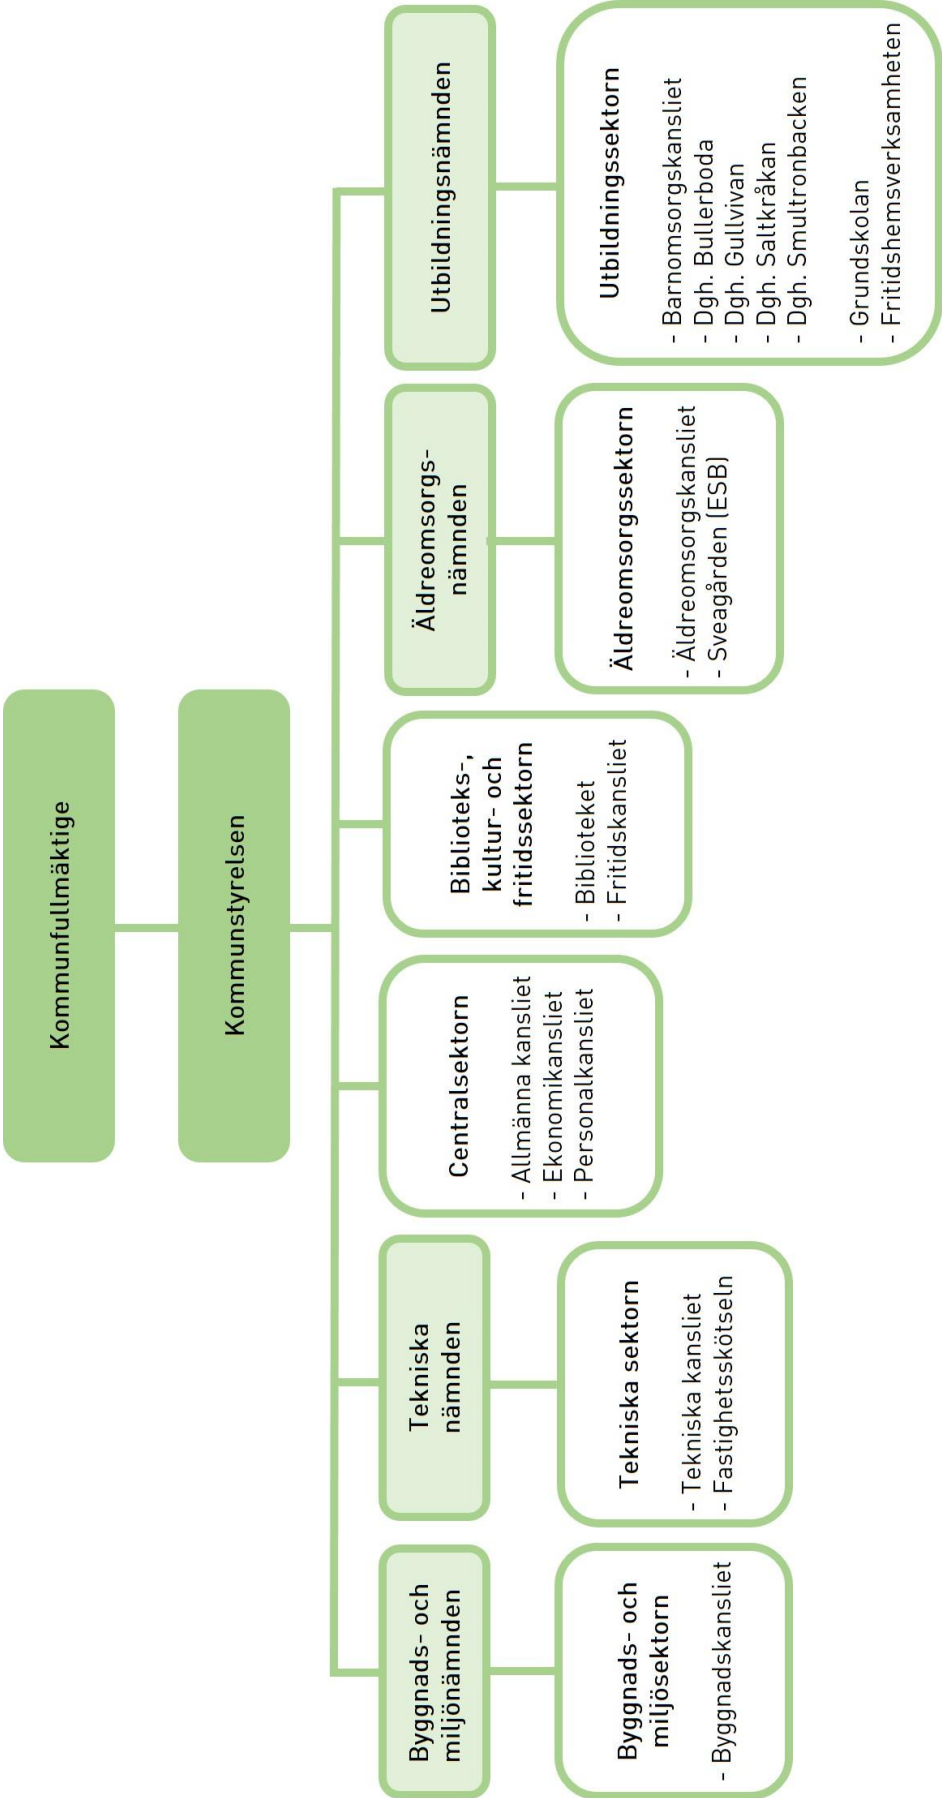 Kommunfullmäktige
Kommunstyrelsen
Byggnads- och
miljönämnden
Tekniska
nämnden
Äldreomsorgs-
nämnden
Utbildningsnämnden
Byggnads- och
miljösektorn
- Byggnadskansliet
Tekniska sektorn
- Tekniska kansliet
- Fastighetsskötseln
Centralsektorn
- Allmänna kansliet
- Ekonomikansliet
- Personalkansliet
Biblioteks-,
kultur- och
fritidssektorn
- Biblioteket
- Fritidskansliet
Äldreomsorgssektorn
- Äldreomsorgskansliet
- Sveagården (ESB)
Utbildningssektorn
- Barnomsorgskansliet
- Dgh. Bullerboda
- Dgh. Gullvivan
- Dgh. Saltkråkan
- Dgh. Smultronbacken
- Grundskolan
- Fritidshemsverksamheten